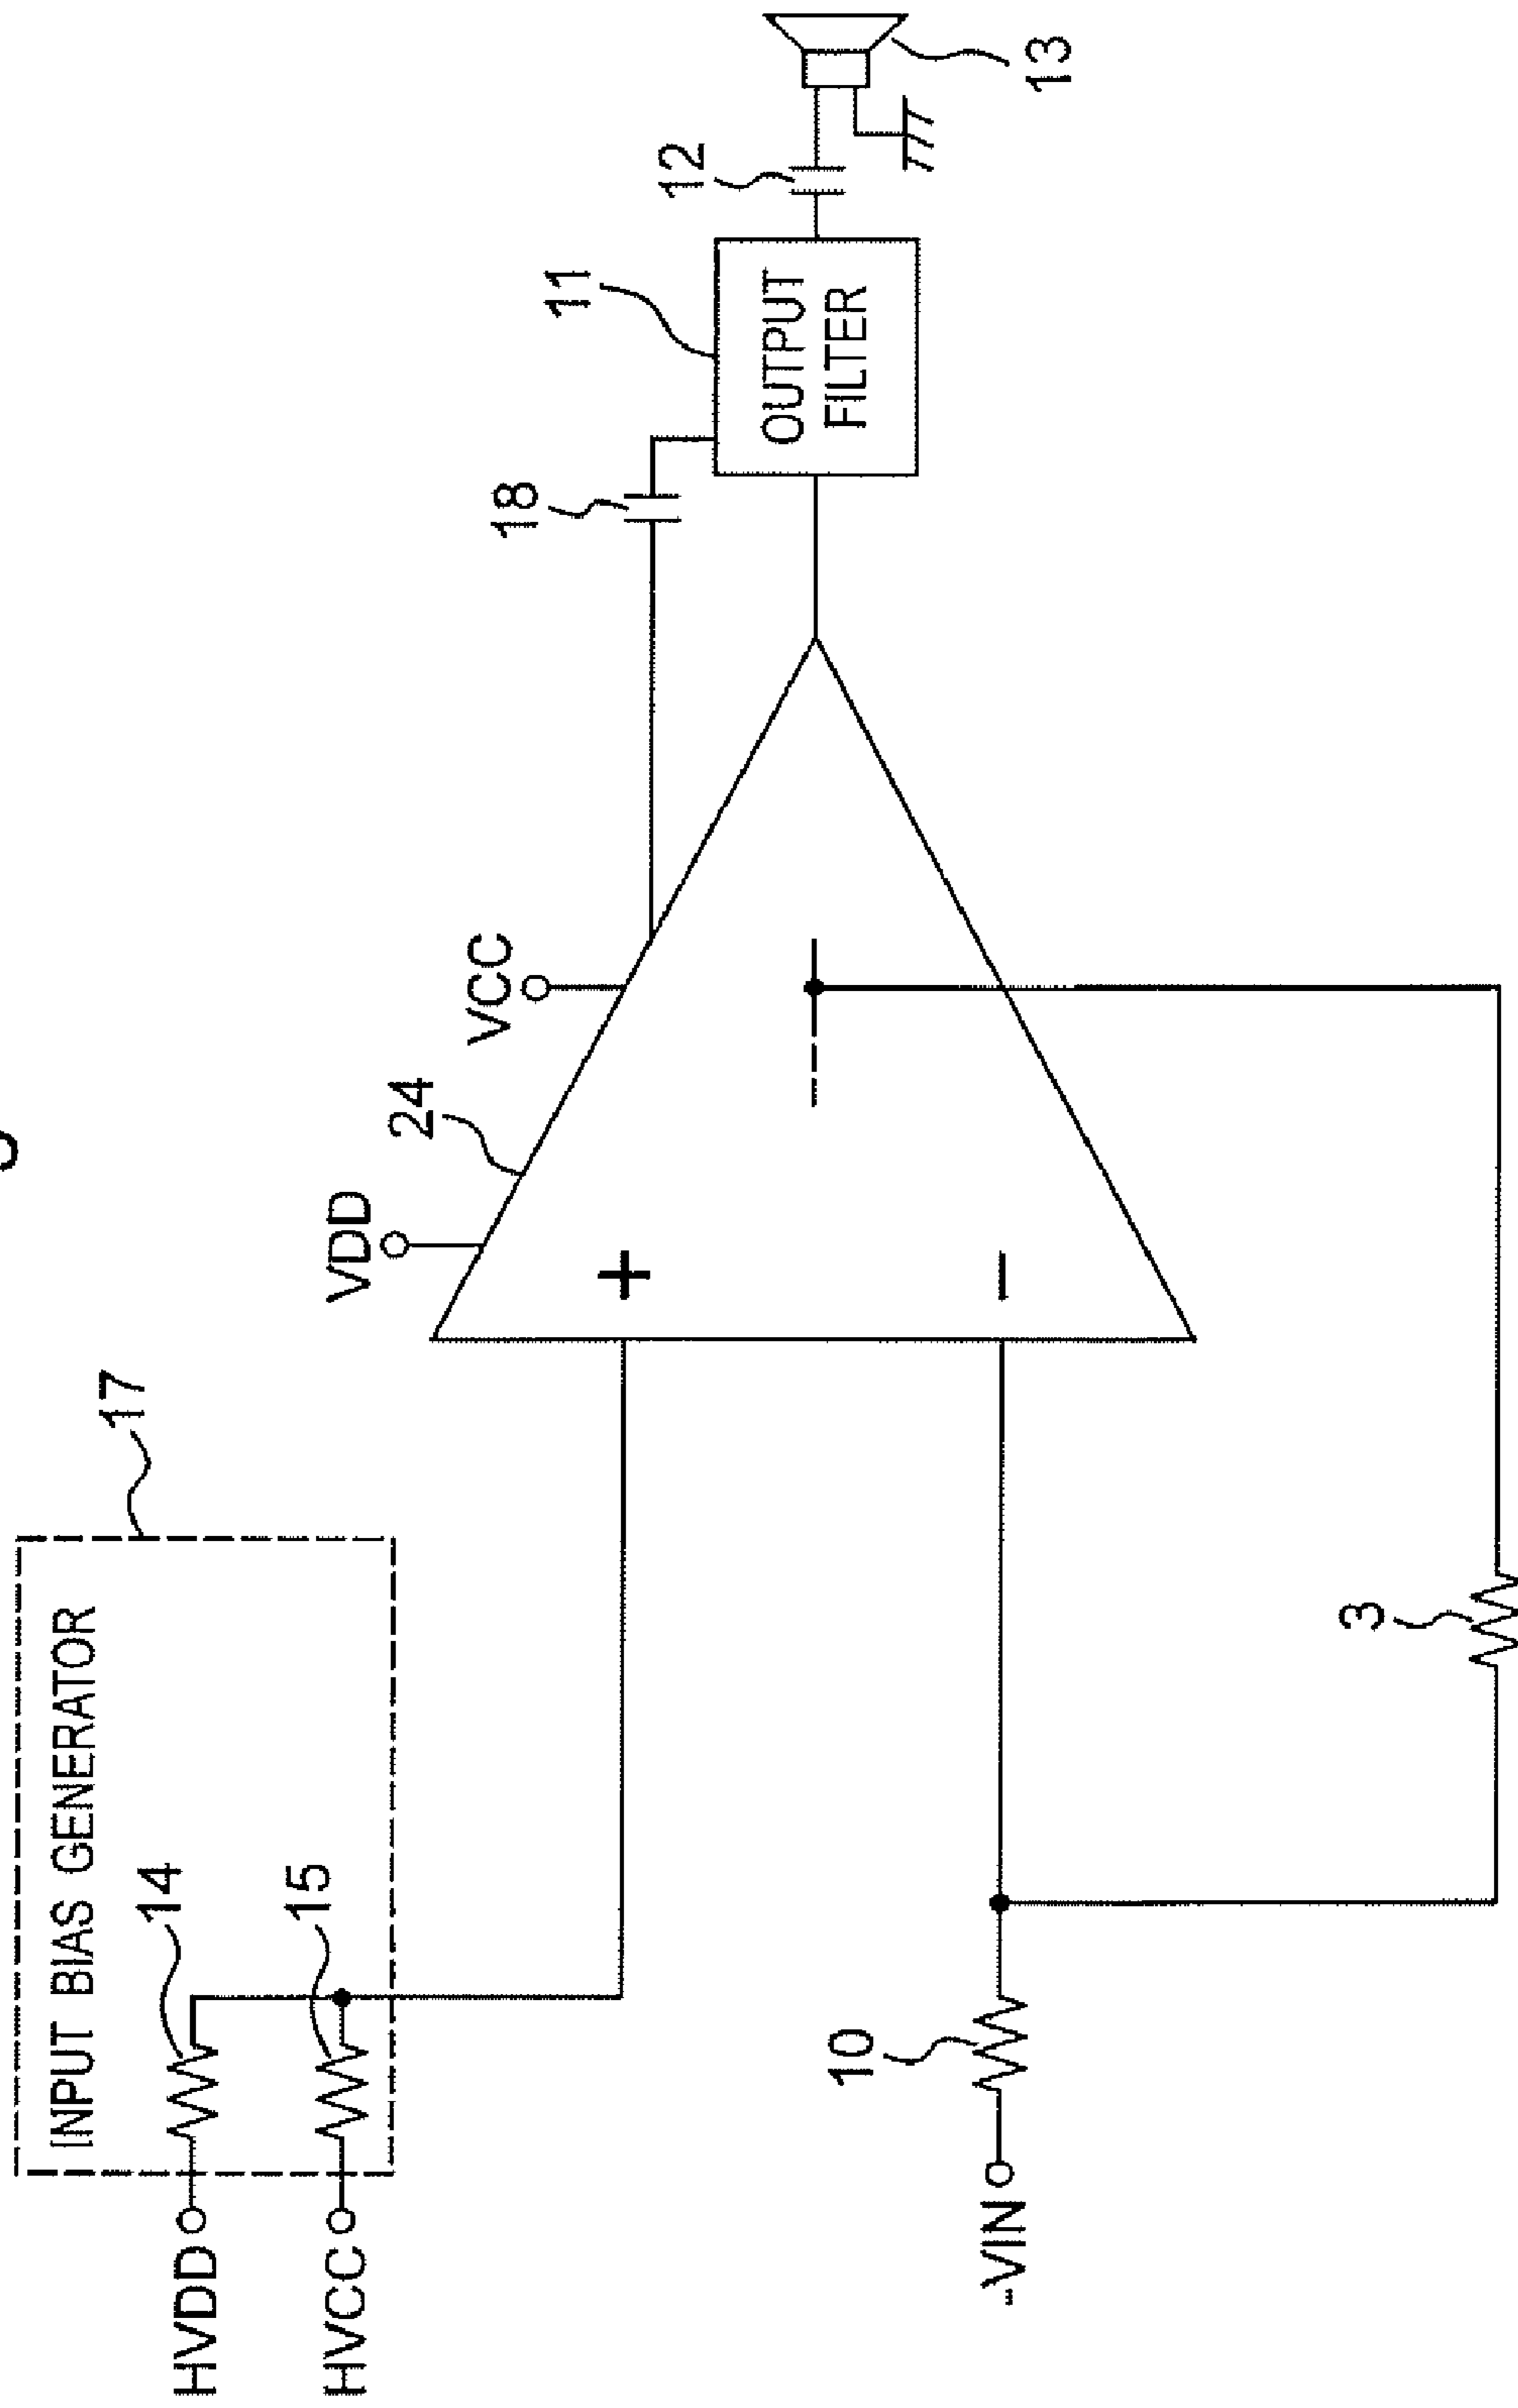 17
INPUT BIAS GENERATOR
HVDD
14
HVCC
15
VDD
24
VCC
18
11
12
OUTPUT
FILTER
13
+
−
10
-VIN
3